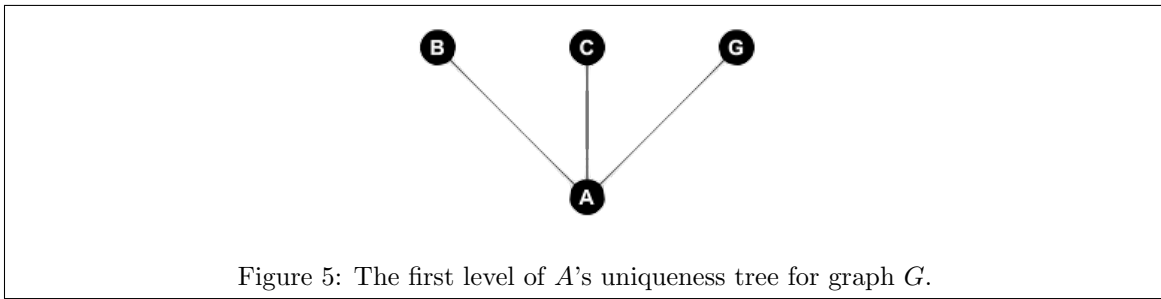 B C G
A
Figure 5: The first level of A's uniqueness tree for graph G.